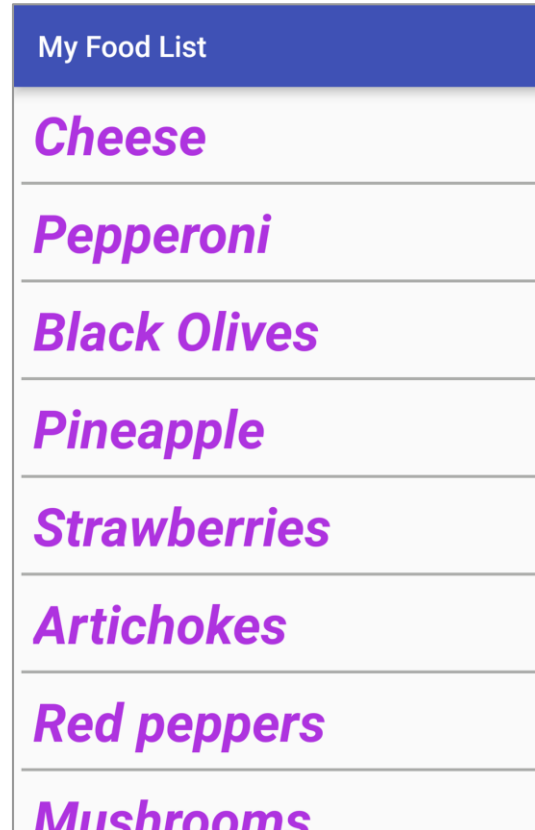 My Food List
Cheese
Pepperoni
Black Olives
Pineapple
Strawberries
Artichokes
Red peppers
Mushrooms